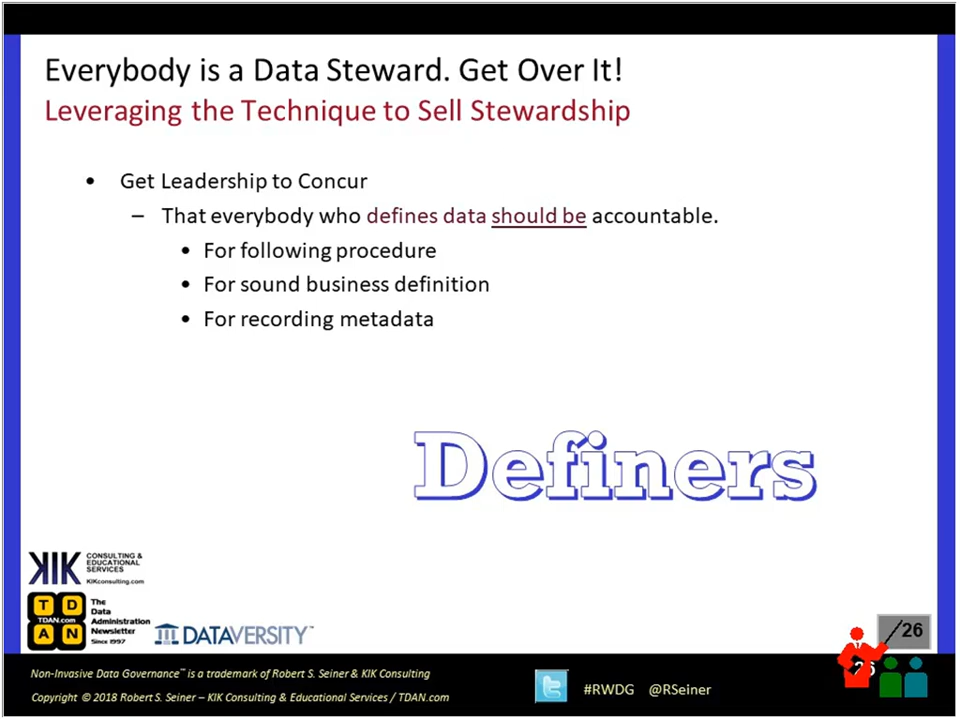 Everybody is a Data Steward. Get Over It!
Leveraging the Technique to Sell Stewardship
• Get Leadership to Concur
– That everybody who defines data should be accountable.
• For following procedure
• For sound business definition
• For recording metadata
Definers
KIK CONSULTING & EDUCATIONAL SERVICES
KIKconsulting.com
TDAN
TDAN.com
The
Data
Administration
Newsletter
Since 1997
DATAVERSITY™
/26
26
Non-Invasive Data Governance™ is a trademark of Robert S. Seiner & KIK Consulting
Copyright © 2018 Robert S. Seiner – KIK Consulting & Educational Services / TDAN.com
#RWDG @RSeiner